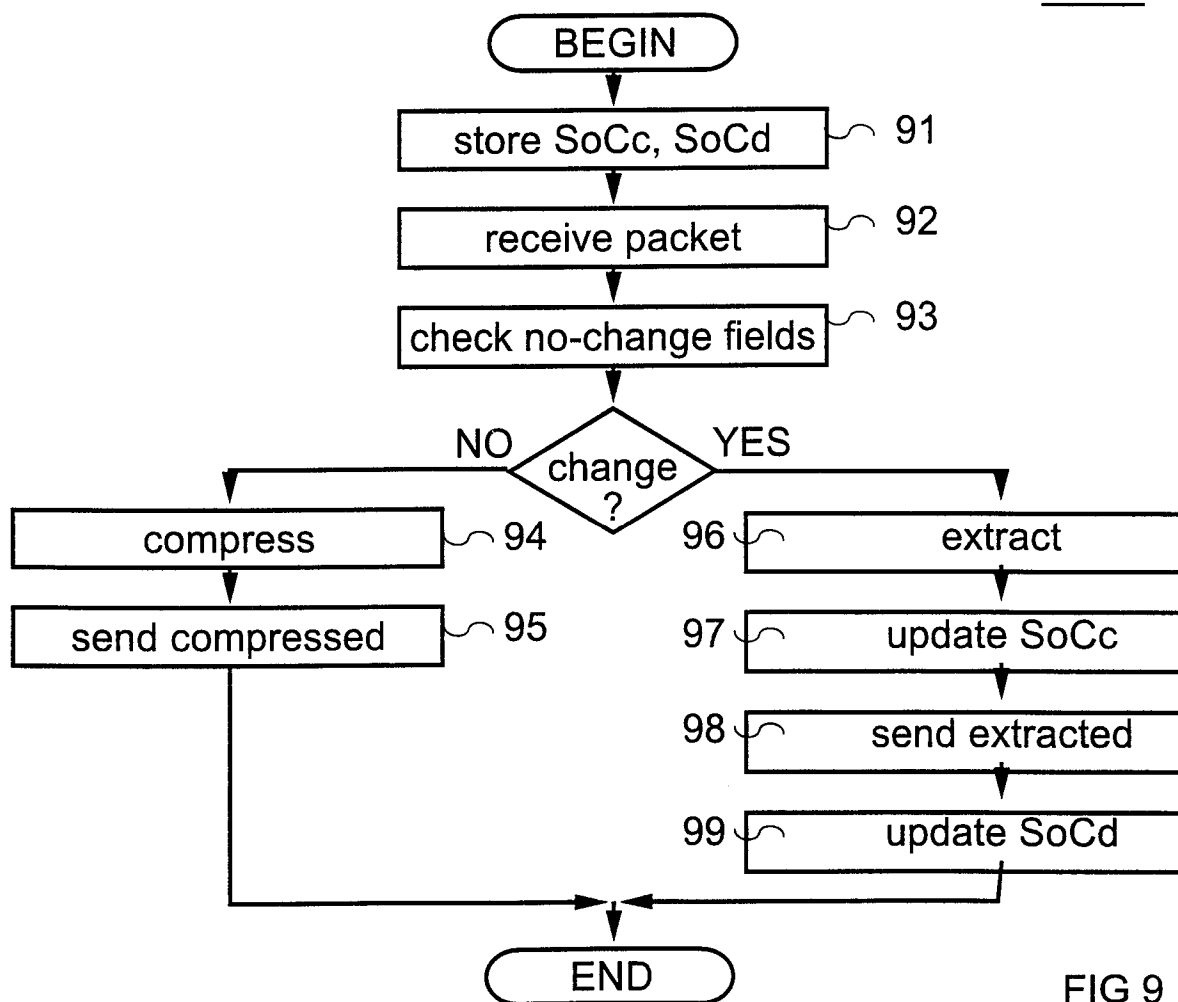 BEGIN
store SoCc, SoCd 91
receive packet 92
check no-change fields 93
NO YES
change
?
compress 94
96 extract
send compressed 95
97 update SoCc
98 send extracted
99 update SoCd
END
FIG 9